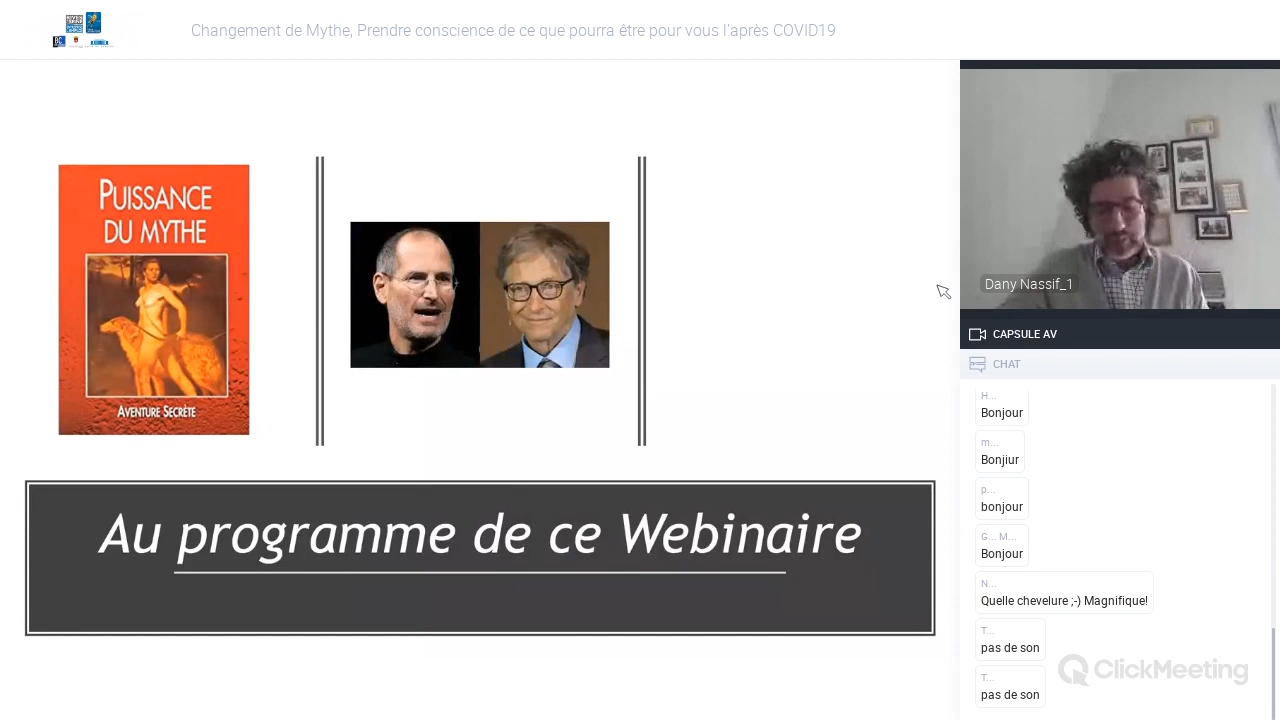 Changement de Mythe, Prendre conscience de ce que pourra être pour vous l'après COVID19
PUISSANCE
DU MYTHE
AVENTURE SECRÈTE
Au programme de ce Webinaire
Dany Nassif_1
CAPSULE AV
CHAT
H...
Bonjour
m...
Bonjiur
p...
bonjour
G... M...
Bonjour
N...
Quelle chevelure ;-) Magnifique!
T...
pas de son
T...
pas de son
ClickMeeting